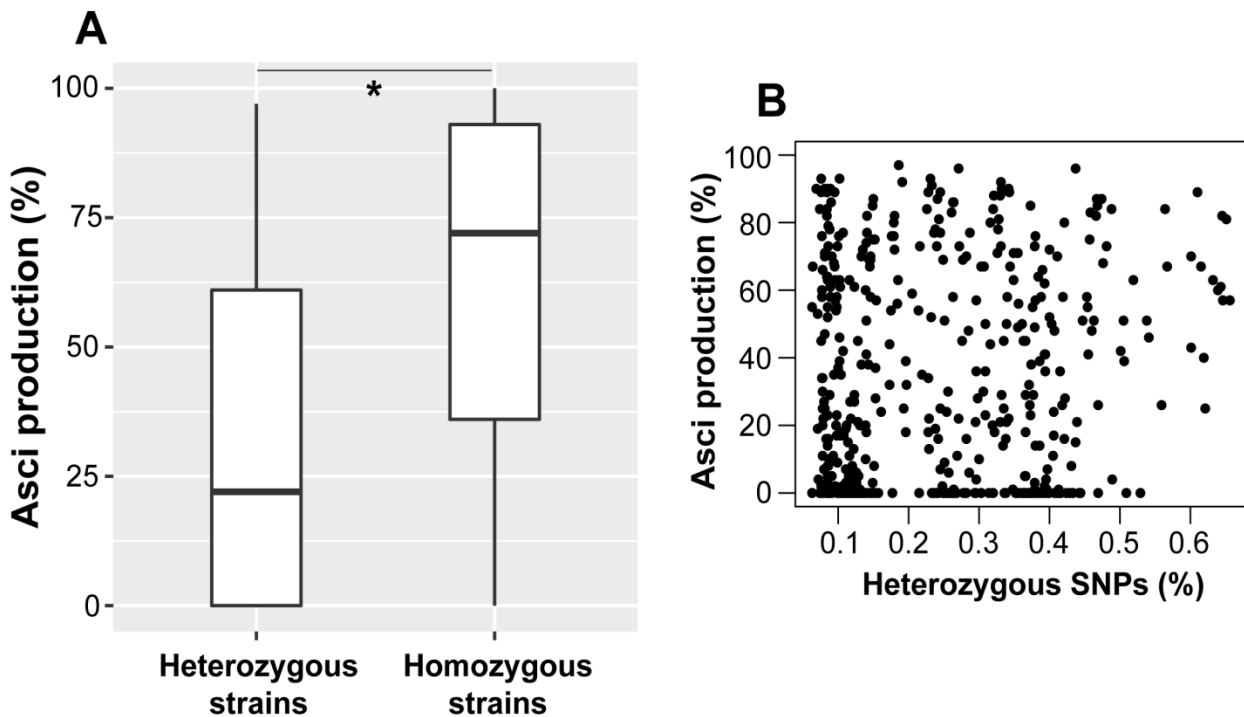 A
Asci production (%)
100
75
50
25
0
*
Heterozygous
strains
Homozygous
strains
B
Asci production (%)
100
80
60
40
20
0
0.1 0.2 0.3 0.4 0.5 0.6
Heterozygous SNPs (%)